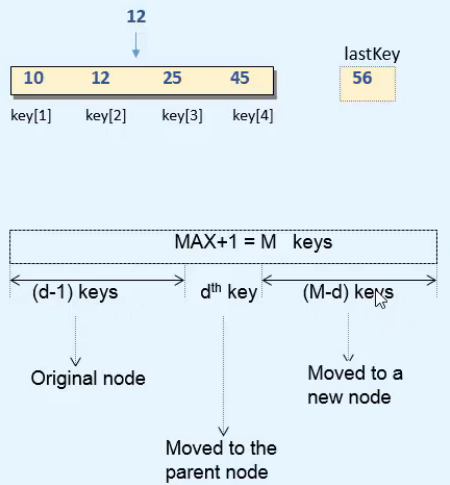 12
lastKey
10 12 25 45 56
key[1] key[2] key[3] key[4]
MAX+1 = M keys
(d-1) keys dth key (M-d) keys
Original node
Moved to a
new node
Moved to the
parent node